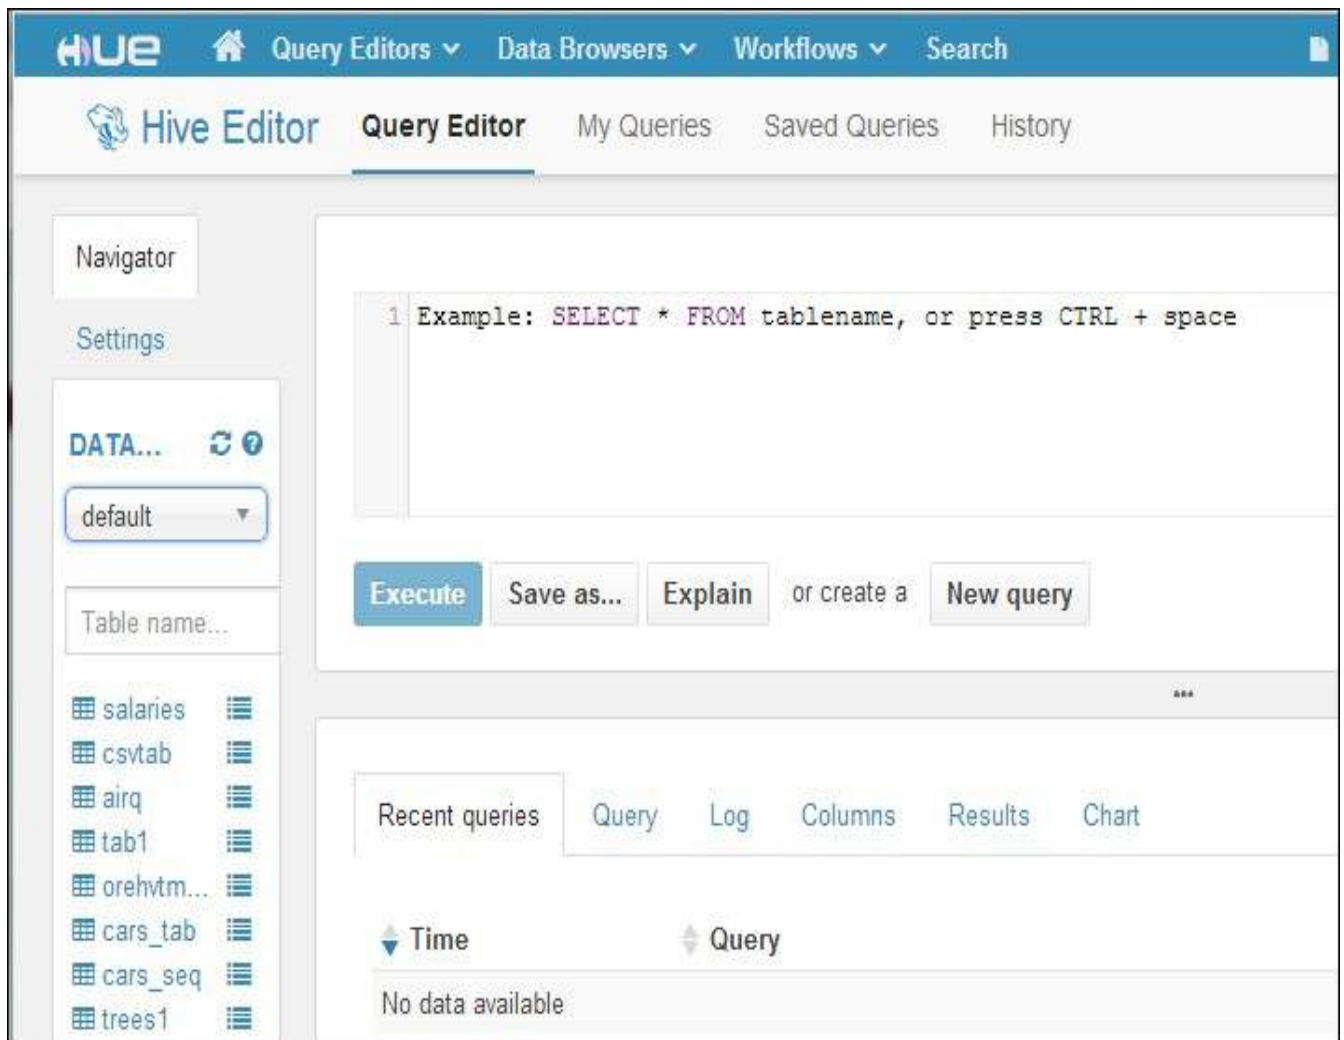 HUE Query Editors Data Browsers Workflows Search
Hive Editor Query Editor My Queries Saved Queries History
Navigator
Settings
DATA...
default
Table name...
salaries
csvtab
airq
tab1
orehvtm...
cars_tab
cars_seq
trees1
1 Example: SELECT * FROM tablename, or press CTRL + space
Execute Save as... Explain or create a New query
...
Recent queries Query Log Columns Results Chart
Time Query
No data available